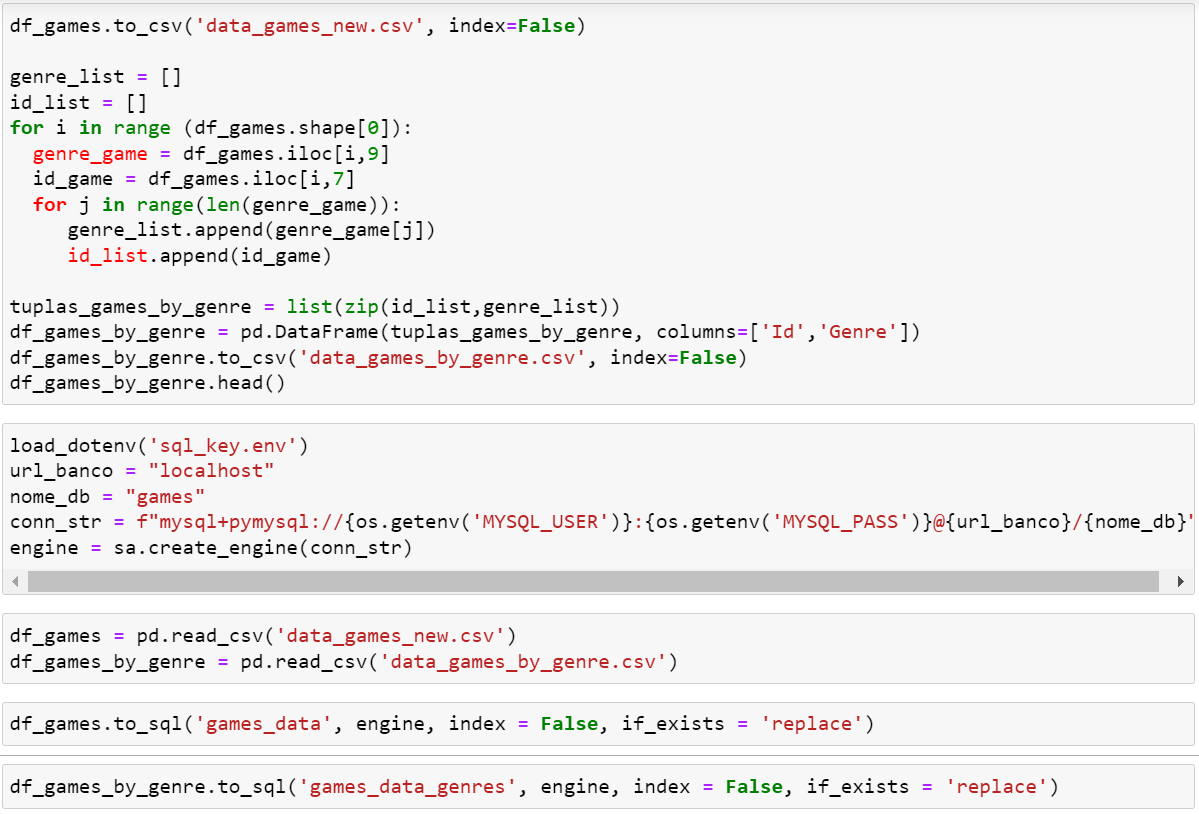 df_games.to_csv('data_games_new.csv', index=False)
genre_list = []
id_list = []
for i in range (df_games.shape[0]):
  genre_game = df_games.iloc[i,9]
  id_game = df_games.iloc[i,7]
  for j in range(len(genre_game)):
     genre_list.append(genre_game[j])
     id_list.append(id_game)
tuplas_games_by_genre = list(zip(id_list,genre_list))
df_games_by_genre = pd.DataFrame(tuplas_games_by_genre, columns=['Id','Genre'])
df_games_by_genre.to_csv('data_games_by_genre.csv', index=False)
df_games_by_genre.head()
load_dotenv('sql_key.env')
url_banco = "localhost"
nome_db = "games"
conn_str = f"mysql+pymysql://{os.getenv('MYSQL_USER')}:{os.getenv('MYSQL_PASS')}@{url_banco}/{nome_db}"
engine = sa.create_engine(conn_str)
df_games = pd.read_csv('data_games_new.csv')
df_games_by_genre = pd.read_csv('data_games_by_genre.csv')
df_games.to_sql('games_data', engine, index = False, if_exists = 'replace')
df_games_by_genre.to_sql('games_data_genres', engine, index = False, if_exists = 'replace')